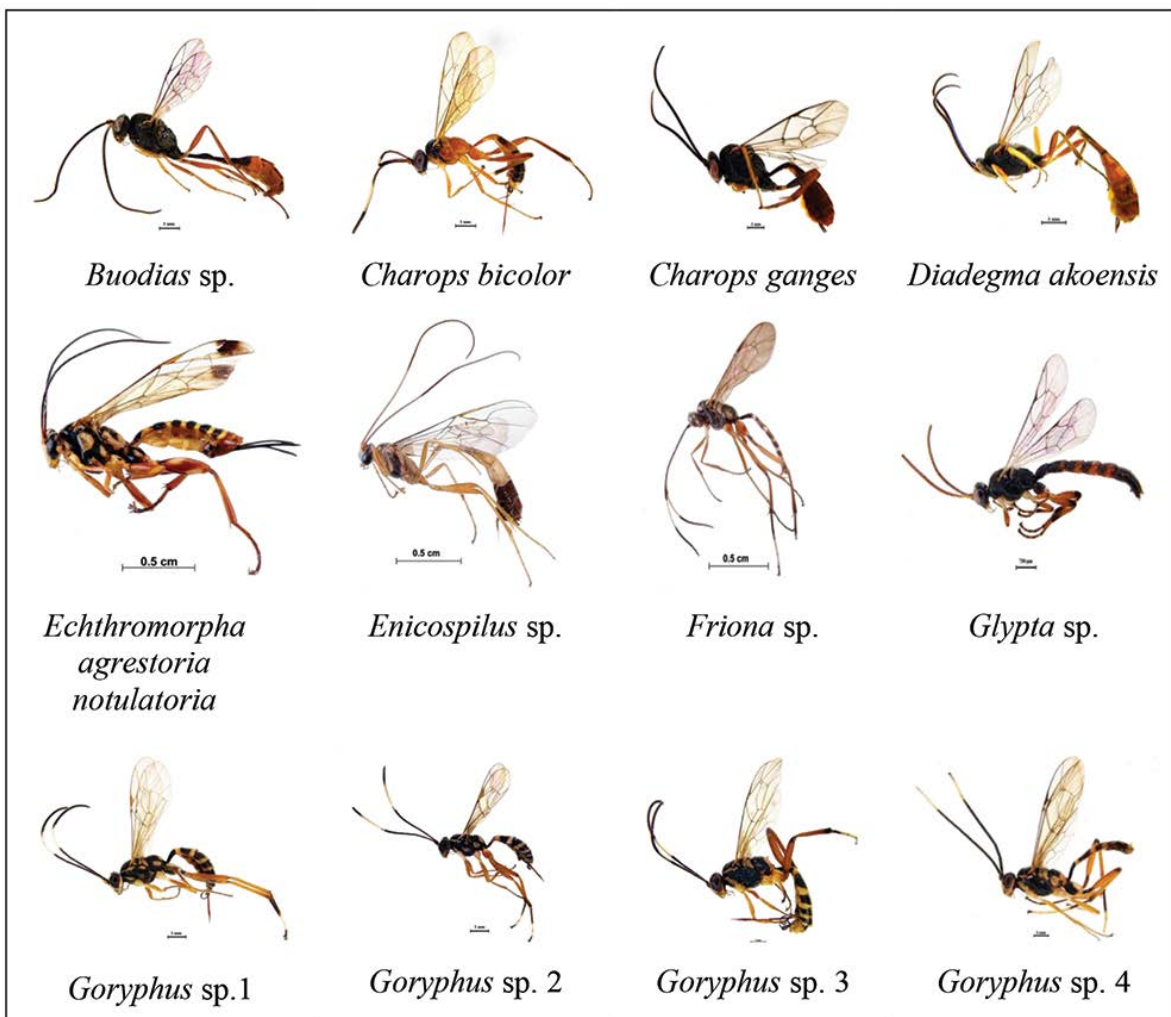 Buodias sp.
Charops bicolor
Charops ganges
Diadegma akoensis
0.5 cm
0.5 cm
0.5 cm
Echthromorpha
agrestoria
notulatoria
Enicospilus sp.
Friona sp.
Glypta sp.
Goryphus sp.1
Goryphus sp. 2
Goryphus sp. 3
Goryphus sp. 4